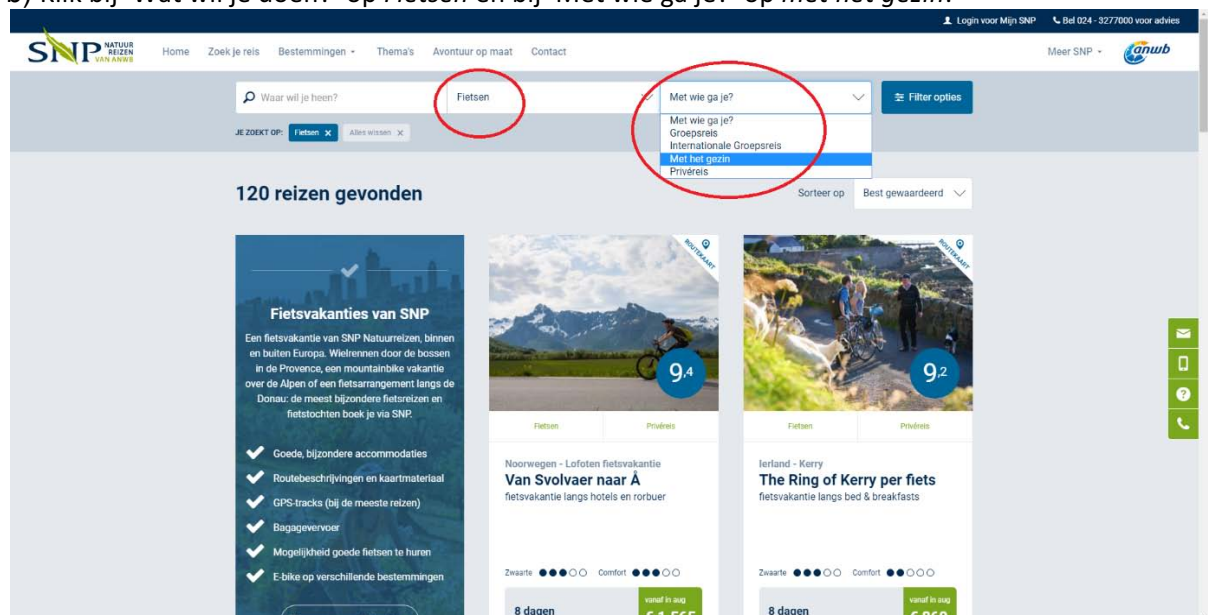 b) Klik bij 'Wat wil je doen?' op Fietsen en bij 'Met wie ga je?' op met het gezin.
Login voor Mijn SNP Bel 024 - 3277000 voor advies
SNP NATUUR REIZEN VAN ANWB
Home Zoek je reis Bestemmingen Thema's Avontuur op maat Contact Meer SNP anwb
Waar wil je heen? Fietsen Met wie ga je? Filter opties
JE ZOEKT OP: Fietsen x Alles wissen x
Met wie ga je?
Groepsreis
Internationale Groepsreis
Met het gezin
Privéreis
120 reizen gevonden
Sorteer op Best gewaardeerd
Fietsvakanties van SNP
Een fietsvakantie van SNP Natuurreizen, binnen
en buiten Europa. Wielrennen door de bossen
in de Provence, een mountainbike vakantie
over de Alpen of een fietsarrangement langs de
Donau: de meest bijzondere fietsreizen en
fietstochten boek je via SNP.
Goede, bijzondere accommodaties
Routebeschrijvingen en kaartmateriaal
GPS-tracks (bij de meeste reizen)
Bagagevervoer
Mogelijkheid goede fietsen te huren
E-bike op verschillende bestemmingen
ROUTEKAART
9,4
Fietsen Privéreis
Noorwegen - Lofoten fietsvakantie
Van Svolvaer naar Å
fietsvakantie langs hotels en rorbuer
Zwaarte Comfort
8 dagen
vanaf in aug
€ 1.565
ROUTEKAART
9,2
Fietsen Privéreis
Ierland - Kerry
The Ring of Kerry per fiets
fietsvakantie langs bed & breakfasts
Zwaarte Comfort
8 dagen
vanaf in aug